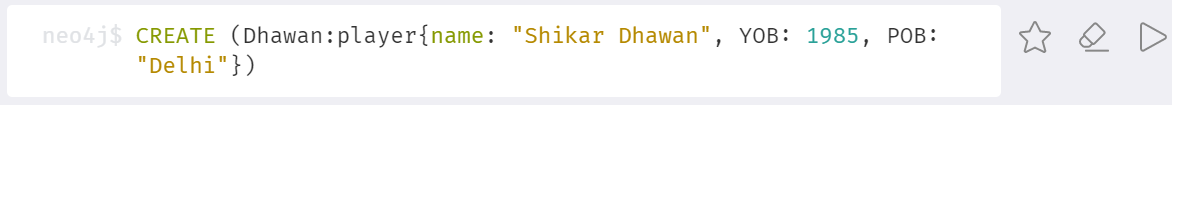 neo4j$ CREATE (Dhawan:player{name: "Shikar Dhawan", YOB: 1985, POB:
"Delhi"})